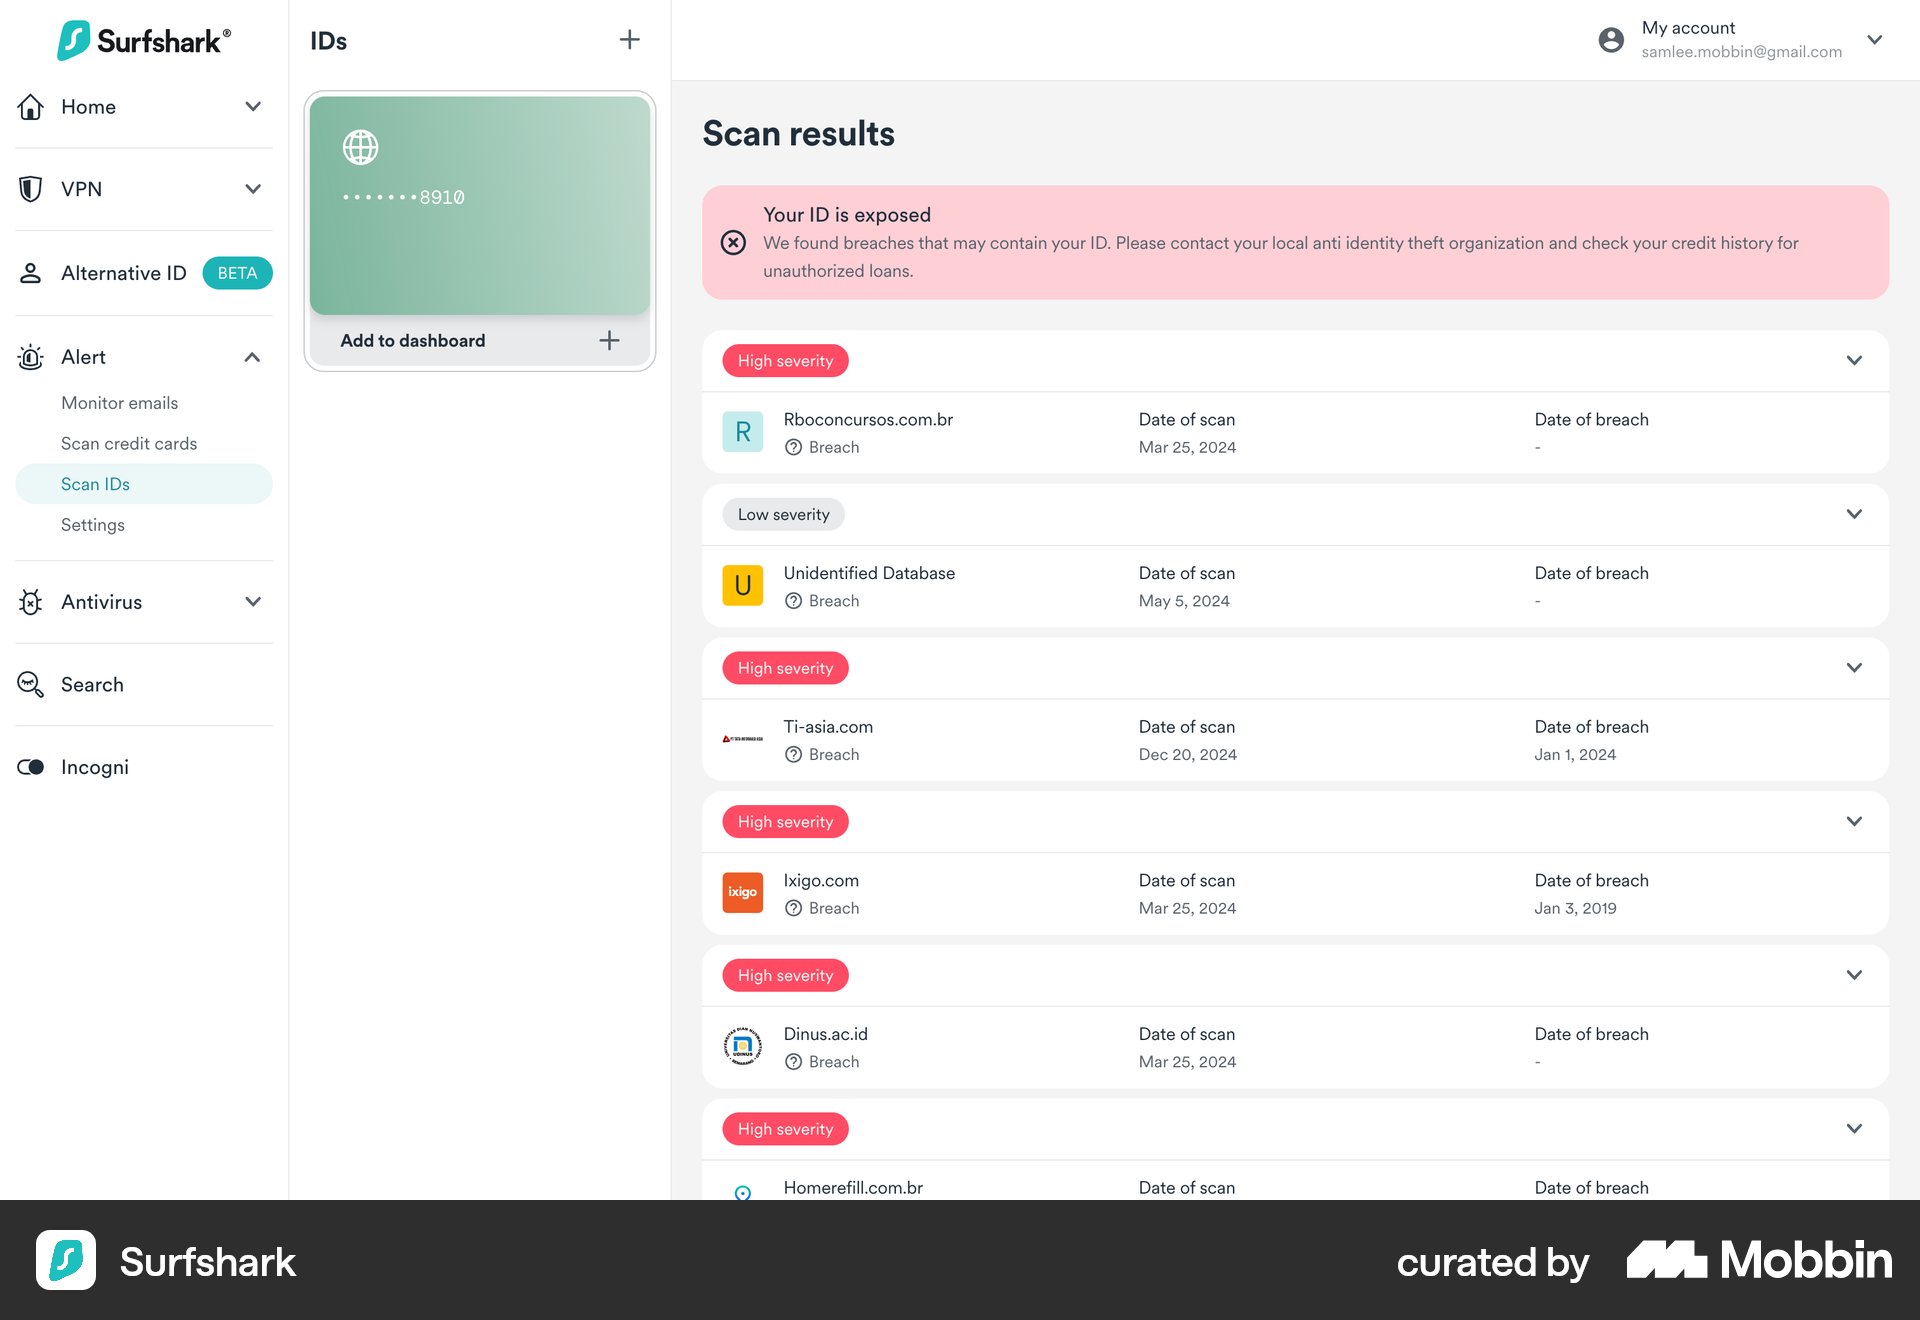 Surfshark®
Home
VPN
Alternative ID
BETA
Alert
Monitor emails
Scan credit cards
Scan IDs
Settings
Antivirus
Search
Incogni
IDs
•••••••8910
Add to dashboard
My account
samlee.mobbin@gmail.com
Scan results
Your ID is exposed
We found breaches that may contain your ID. Please contact your local anti identity theft organization and check your credit history for
unauthorized loans.
High severity
R
Rboconcursos.com.br
Breach
Date of scan
Mar 25, 2024
Date of breach
-
Low severity
U
Unidentified Database
Breach
Date of scan
May 5, 2024
Date of breach
-
High severity
Ti-asia.com
Breach
Date of scan
Dec 20, 2024
Date of breach
Jan 1, 2024
High severity
ixigo
Ixigo.com
Breach
Date of scan
Mar 25, 2024
Date of breach
Jan 3, 2019
High severity
UDINUS
Dinus.ac.id
Breach
Date of scan
Mar 25, 2024
Date of breach
-
High severity
Homerefill.com.br
Date of scan
Date of breach
Surfshark
curated by
Mobbin